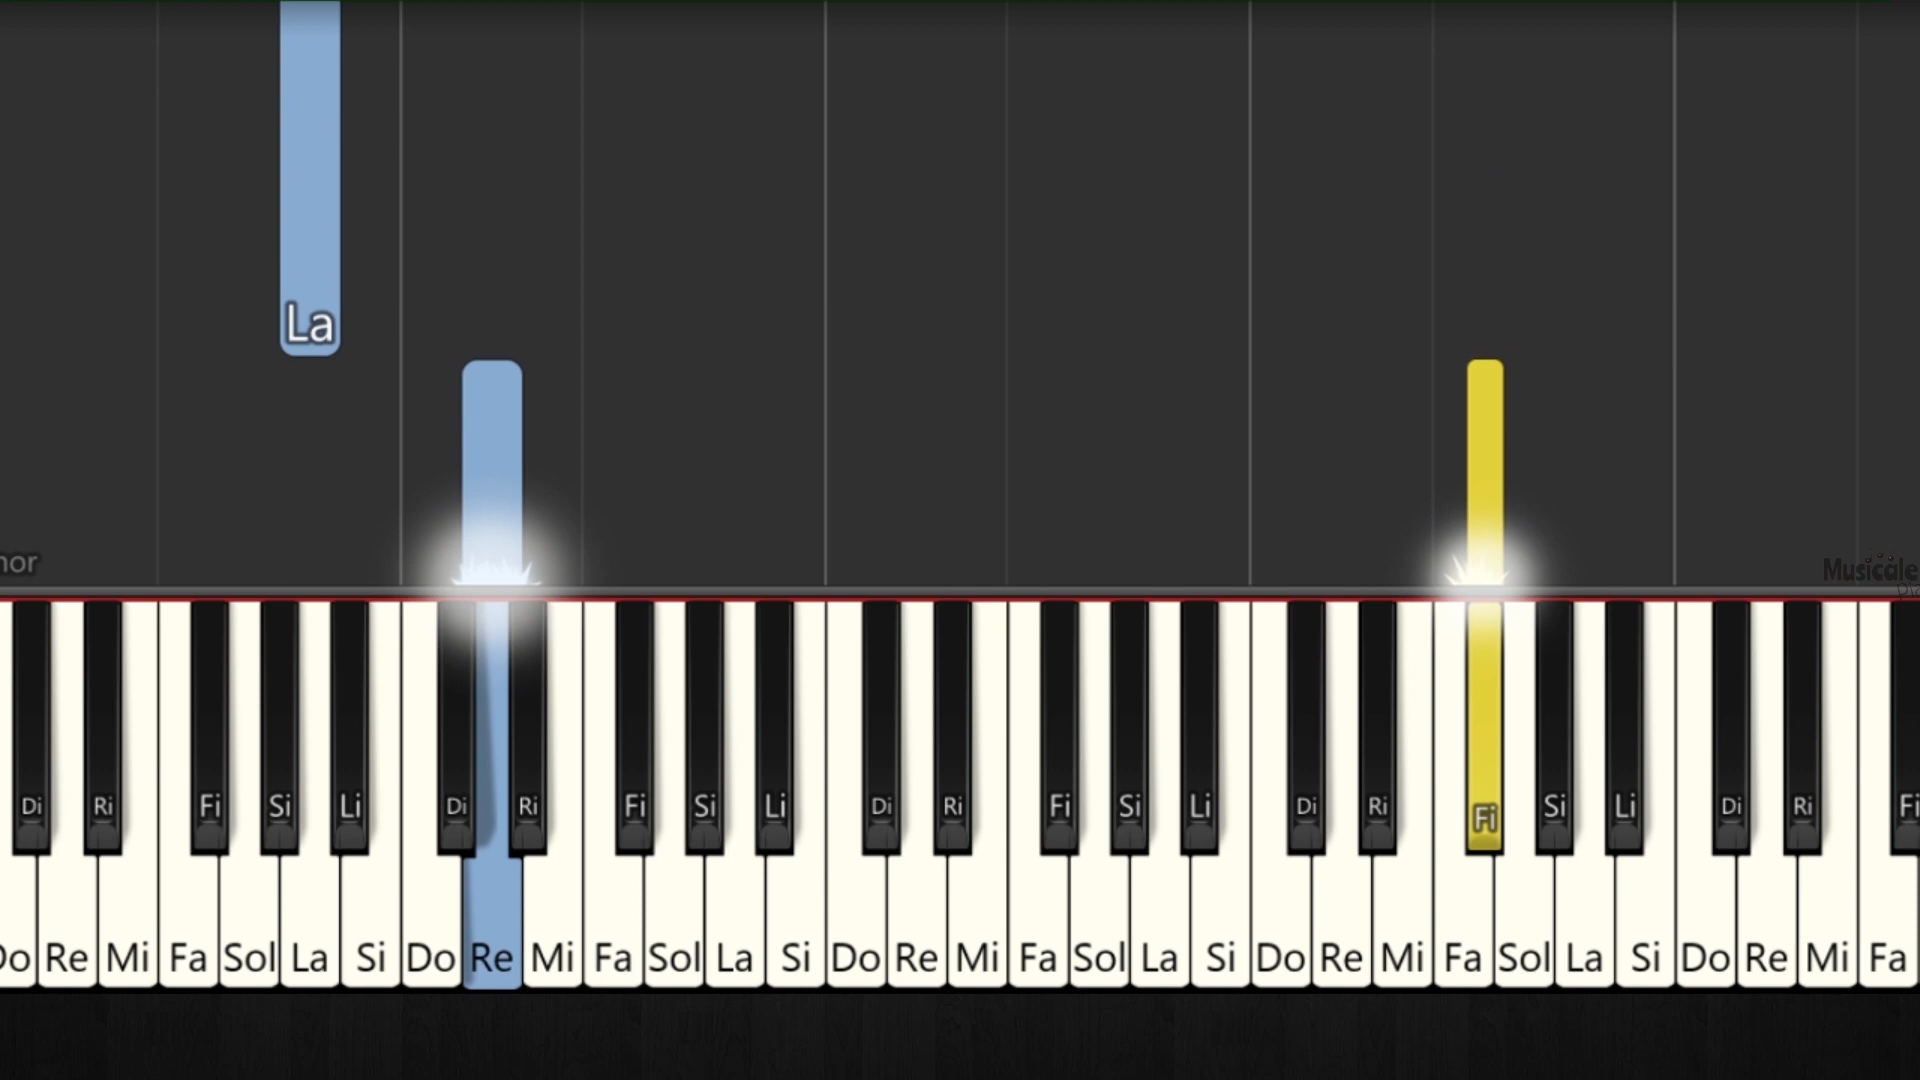 La
nor
Musicale
Di Ri Fi Si Li Di Ri Fi Si Li Di Ri Fi Si Li Di Ri Fi Si Li Di Ri Fi
Do Re Mi Fa Sol La Si Do Re Mi Fa Sol La Si Do Re Mi Fa Sol La Si Do Re Mi Fa Sol La Si Do Re Mi Fa